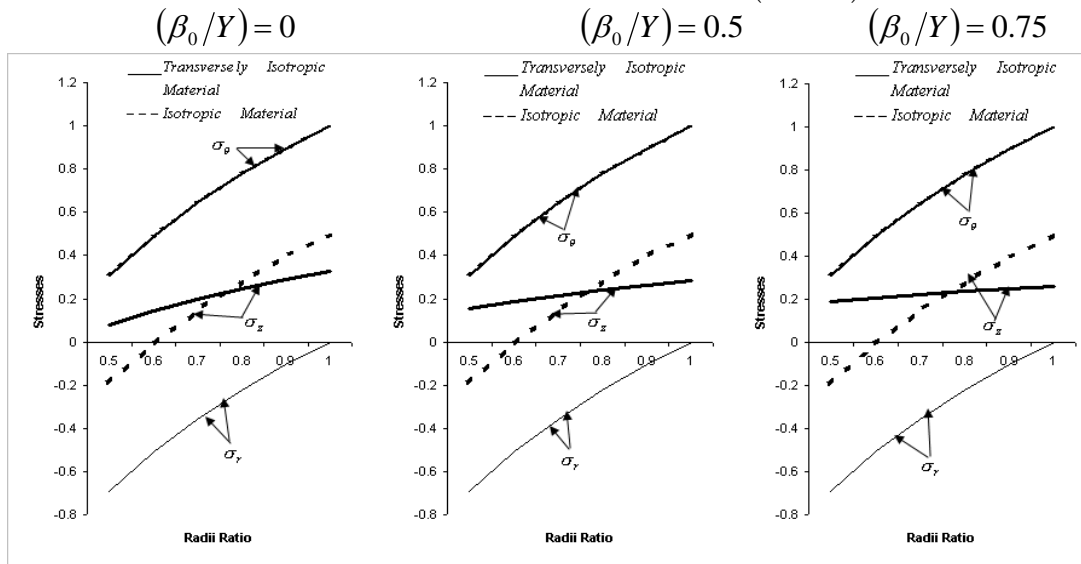 (β₀/Y) = 0
(β₀/Y) = 0.5
(β₀/Y) = 0.75
Transversely Isotropic
Material
Isotropic Material
1.2
1
0.8
0.6
0.4
0.2
0
-0.2
-0.4
-0.6
-0.8
0.5 0.6 0.7 0.8 0.9 1
Stresses
Radii Ratio
σθ
σz
σr
Transversely Isotropic
Material
Isotropic Material
1.2
1
0.8
0.6
0.4
0.2
0
-0.2
-0.4
-0.6
-0.8
0.5 0.6 0.7 0.8 0.9 1
Stresses
Radii Ratio
σθ
σz
σr
Transversely Isotropic
Material
Isotropic Material
1.2
1
0.8
0.6
0.4
0.2
0
-0.2
-0.4
-0.6
-0.8
0.5 0.6 0.7 0.8 0.9 1
Stresses
Radii Ratio
σθ
σz
σr